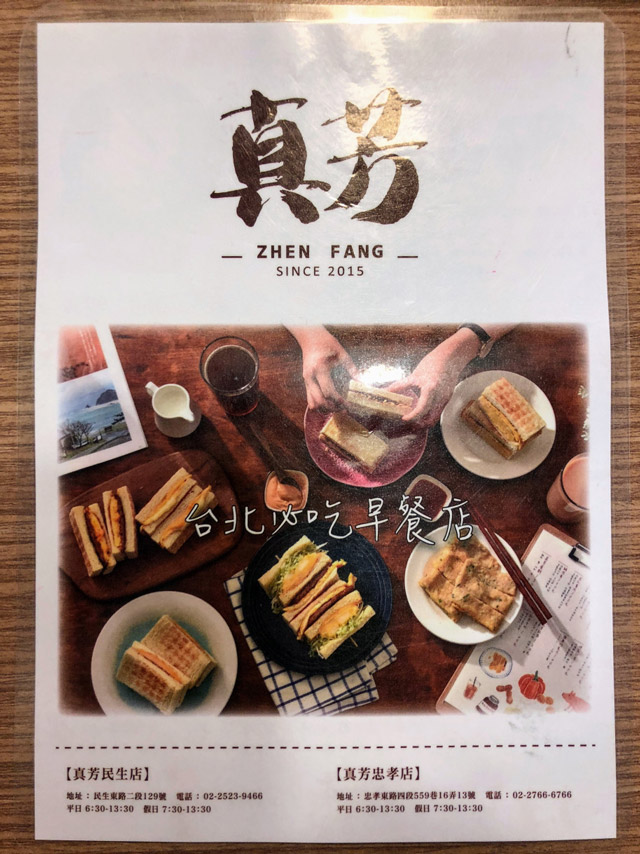 真芳
ZHEN FANG
SINCE 2015
台北必吃早餐店
【真芳民生店】
地址：民生東路二段129號 電話：02-2523-9466
平日 6:30-13:30 假日 7:30-13:30
【真芳忠孝店】
地址：忠孝東路四段559巷16弄13號 電話：02-2766-6766
平日 6:30-13:30 假日 7:30-13:30